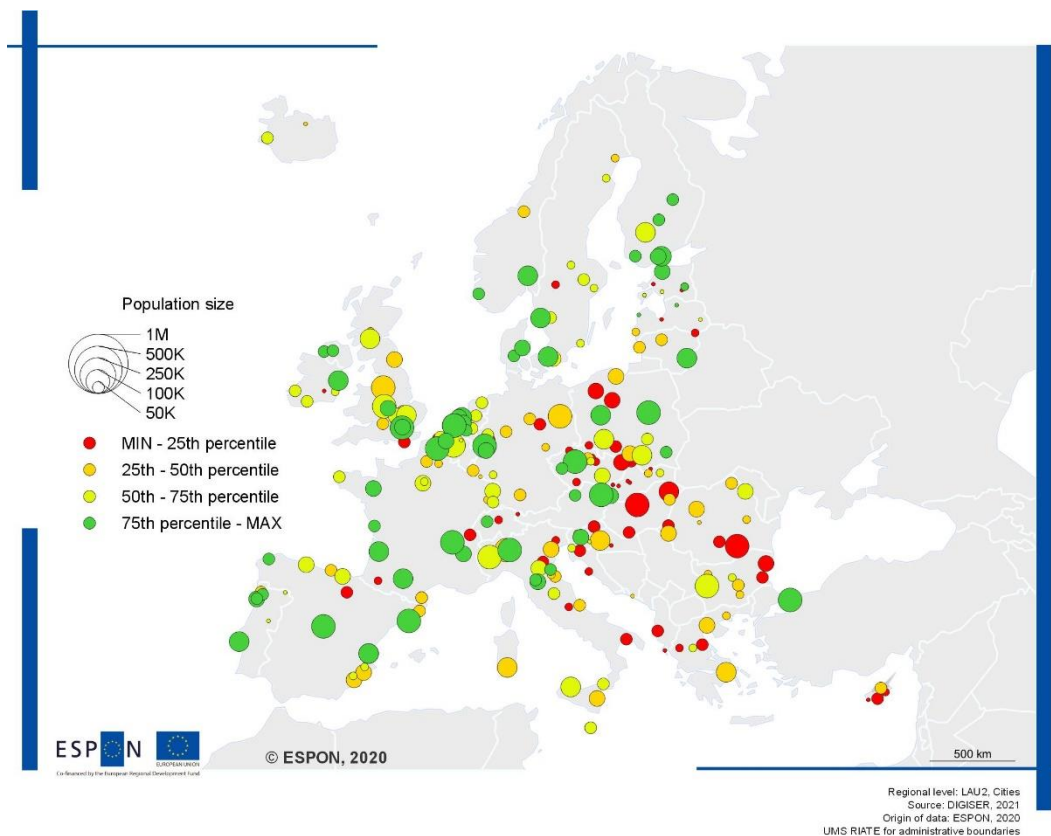 Population size
1M
500K
250K
100K
50K
MIN - 25th percentile
25th - 50th percentile
50th - 75th percentile
75th percentile - MAX
ESPON
EUROPEAN UNION
Co-financed by the European Regional Development Fund
© ESPON, 2020
500 km
Regional level: LAU2, Cities
Source: DIGISER, 2021
Origin of data: ESPON, 2020
UMS RIATE for administrative boundaries